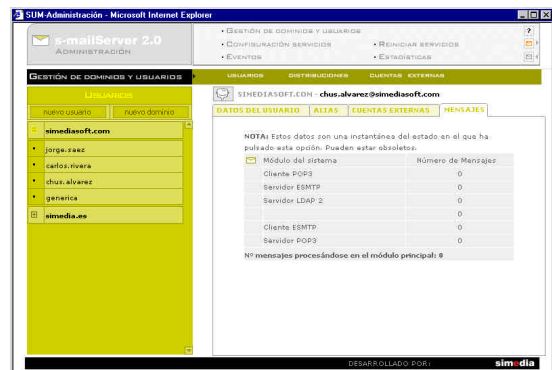 SUM-Administración - Microsoft Internet Explorer
s-mailServer 2.0
ADMINISTRACIÓN
• GESTIÓN DE DOMINIOS Y USUARIOS
• CONFIGURACIÓN SERVICIOS • REINICIAR SERVICIOS
• EVENTOS • ESTADÍSTICAS
?
GESTIÓN DE DOMINIOS Y USUARIOS
USUARIOS DISTRIBUCIONES CUENTAS EXTERNAS
USUARIOS
nuevo usuario nuevo dominio
simediasoft.com
• jorge.saez
• carlos.rivera
• chus.alvarez
• generica
simedia.es
SIMEDIASOFT.COM - chus.alvarez@simediasoft.com
DATOS DEL USUARIO ALIAS CUENTAS EXTERNAS MENSAJES
NOTA: Estos datos son una instantánea del estado en el que ha
pulsado esta opción. Pueden estar obsoletos.
Módulo del sistema Número de Mensajes
Cliente POP3 0
Servidor ESMTP 0
Servidor LDAP 2 0
0
Cliente ESMTP 0
Servidor POP3 0
Nº mensajes procesándose en el módulo principal: 0
DESARROLLADO POR: simedia